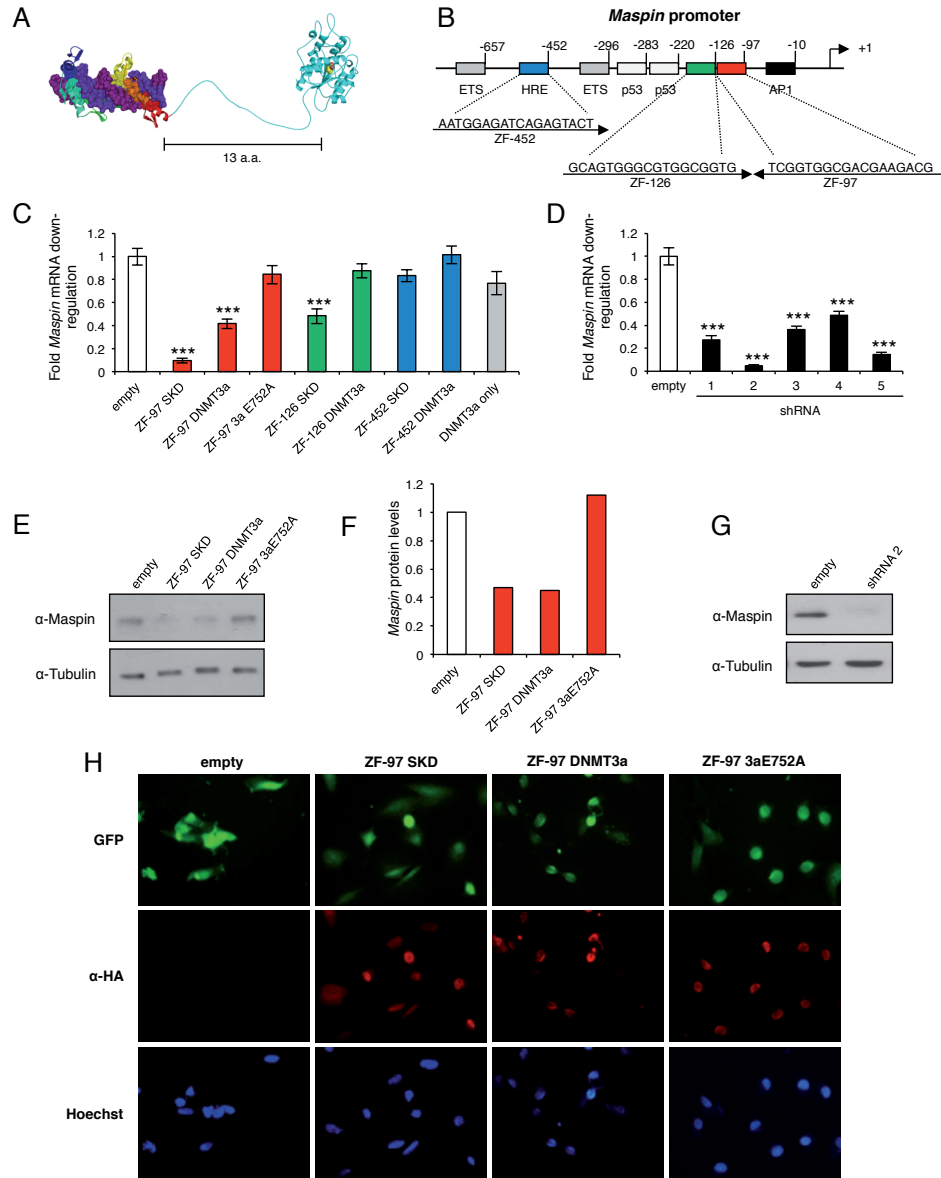 A
13 a.a.
B
Maspin promoter
-657
-452
-296
-283
-220
-126
-97
-10
+1
ETS
HRE
ETS
p53
p53
AP1
AATGGAGATCAGAGTACT
ZF-452
GCAGTGGGCGTGGCGGTG
ZF-126
TCGGTGGCGACGAAGACG
ZF-97
C
Fold Maspin mRNA down-
regulation
1.2
1
0.8
0.6
0.4
0.2
0
***
***
***
empty
ZF-97 SKD
ZF-97 DNMT3a
ZF-97 3a E752A
ZF-126 SKD
ZF-126 DNMT3a
ZF-452 SKD
ZF-452 DNMT3a
DNMT3a only
D
Fold Maspin mRNA down-
regulation
1.2
1
0.8
0.6
0.4
0.2
0
***
***
***
***
***
empty
1
2
3
4
5
shRNA
E
empty
ZF-97 SKD
ZF-97 DNMT3a
ZF-97 3aE752A
α-Maspin
α-Tubulin
F
Maspin protein levels
1.2
1
0.8
0.6
0.4
0.2
0
empty
ZF-97 SKD
ZF-97 DNMT3a
ZF-97 3aE752A
G
empty
shRNA 2
α-Maspin
α-Tubulin
H
empty
ZF-97 SKD
ZF-97 DNMT3a
ZF-97 3aE752A
GFP
α-HA
Hoechst